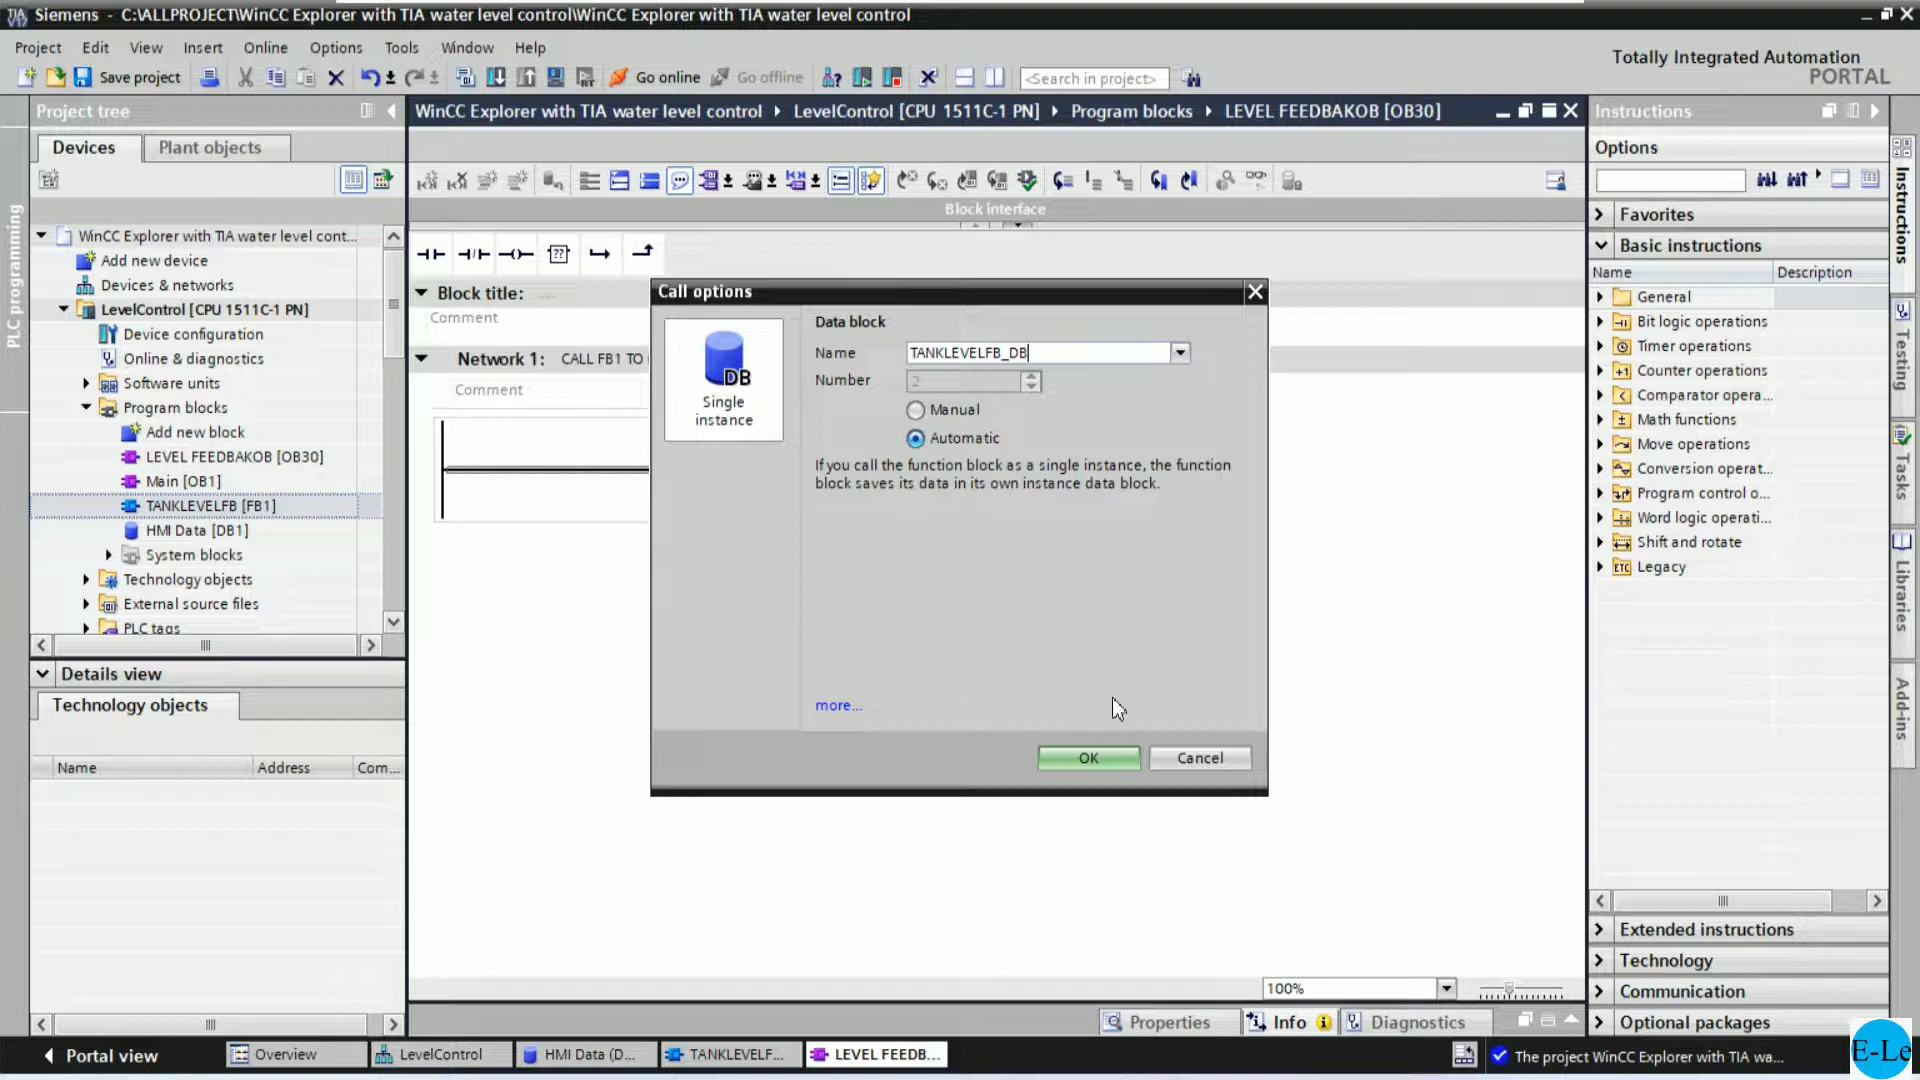 Siemens - C:\ALLPROJECT\WinCC Explorer with TIA water level control\WinCC Explorer with TIA water level control
Project Edit View Insert Online Options Tools Window Help
Totally Integrated Automation
PORTAL
Save project
Go online
Go offline
<Search in project>
Project tree
WinCC Explorer with TIA water level control ▸ LevelControl [CPU 1511C-1 PN] ▸ Program blocks ▸ LEVEL FEEDBAKOB [OB30]
Instructions
Devices
Plant objects
Options
PLC programming
Block interface
WinCC Explorer with TIA water level cont...
Add new device
Devices & networks
LevelControl [CPU 1511C-1 PN]
Device configuration
Online & diagnostics
Software units
Program blocks
Add new block
LEVEL FEEDBAKOB [OB30]
Main [OB1]
TANKLEVELFB [FB1]
HMI Data [DB1]
System blocks
Technology objects
External source files
PLC tags
Details view
Technology objects
Name Address Com...
??
Block title:
Comment
Network 1: CALL FB1 TO
Comment
Call options
DB
Single
instance
Data block
Name TANKLEVELFB_DB
Number 2
Manual
Automatic
If you call the function block as a single instance, the function
block saves its data in its own instance data block.
more...
OK
Cancel
100%
Properties
Info
Diagnostics
Favorites
Basic instructions
Name Description
General
Bit logic operations
Timer operations
Counter operations
Comparator opera...
Math functions
Move operations
Conversion operat...
Program control o...
Word logic operati...
Shift and rotate
Legacy
Extended instructions
Technology
Communication
Optional packages
Instructions
Testing
Tasks
Libraries
Add-ins
Portal view
Overview
LevelControl
HMI Data (D...
TANKLEVELF...
LEVEL FEEDB...
The project WinCC Explorer with TIA wa...
E-Le